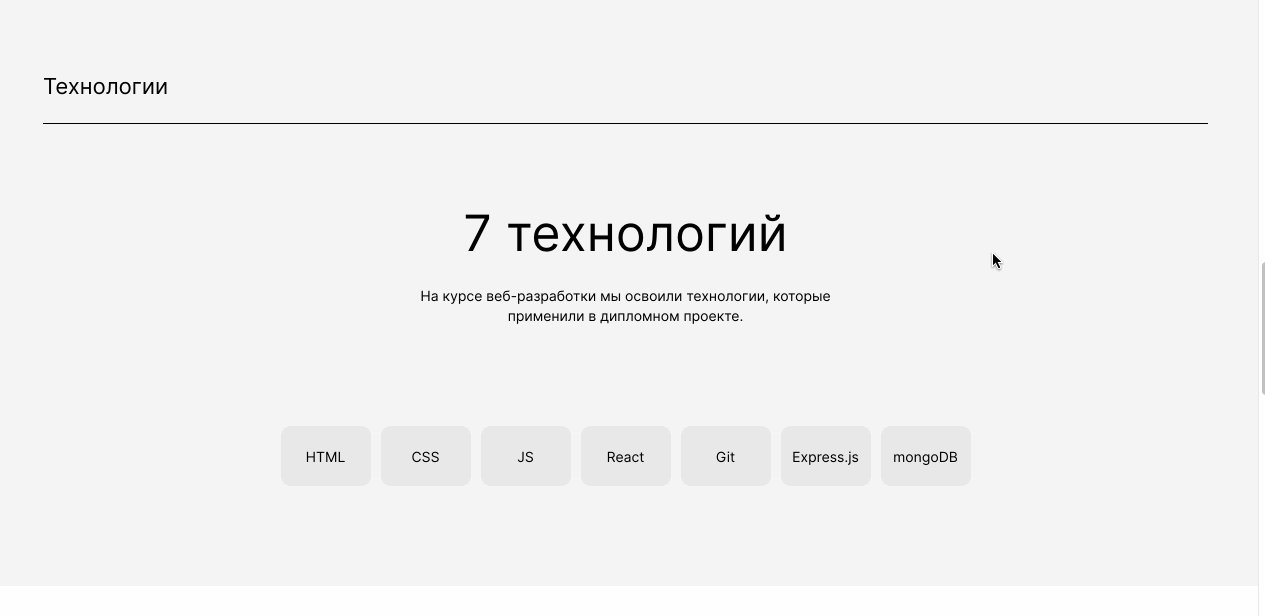 Технологии
7 технологий
На курсе веб-разработки мы освоили технологии, которые
применили в дипломном проекте.
HTML CSS JS React Git Express.js mongoDB